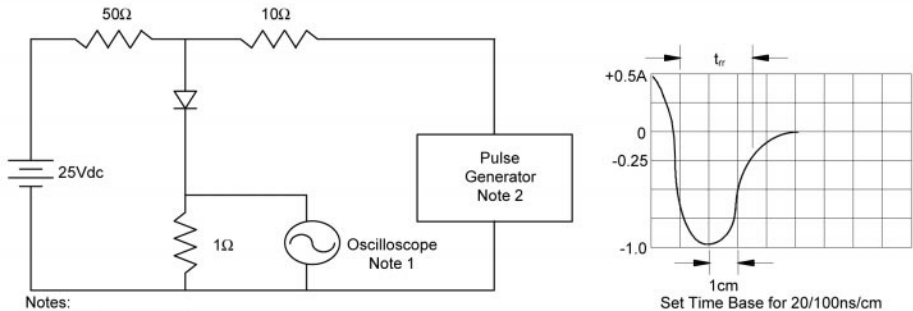 50Ω
10Ω
25Vdc
1Ω
Oscilloscope
Note 1
Pulse
Generator
Note 2
Notes:
trr
+0.5A
0
-0.25
-1.0
1cm
Set Time Base for 20/100ns/cm